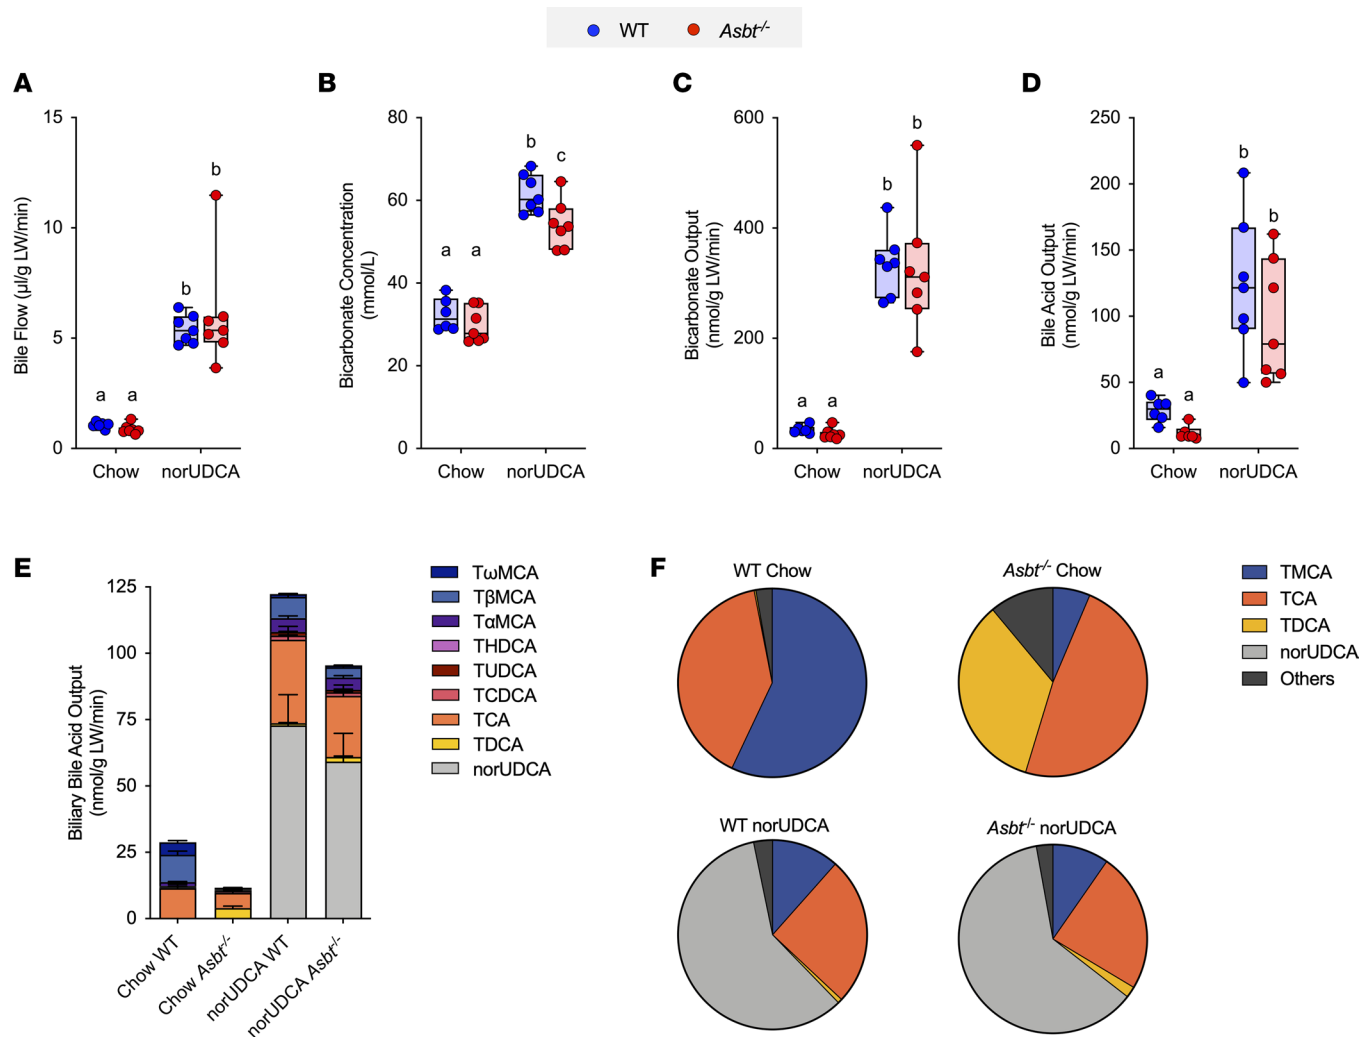 WT Asbt-/-
A
B
C
D
15
10
5
0
Bile Flow (µl/g LW/min)
a a b b
Chow norUDCA
80
60
40
20
0
Bicarbonate Concentration
(mmol/L)
a a b c
Chow norUDCA
600
400
200
0
Bicarbonate Output
(nmol/g LW/min)
a a b b
Chow norUDCA
250
200
150
100
50
0
Bile Acid Output
(nmol/g LW/min)
a a b b
Chow norUDCA
E
125
100
75
50
25
0
Biliary Bile Acid Output
(nmol/g LW/min)
Chow WT
Chow Asbt-/-
norUDCA WT
norUDCA Asbt-/-
TωMCA
TβMCA
TαMCA
THDCA
TUDCA
TCDCA
TCA
TDCA
norUDCA
F
WT Chow
Asbt-/- Chow
WT norUDCA
Asbt-/- norUDCA
TMCA
TCA
TDCA
norUDCA
Others